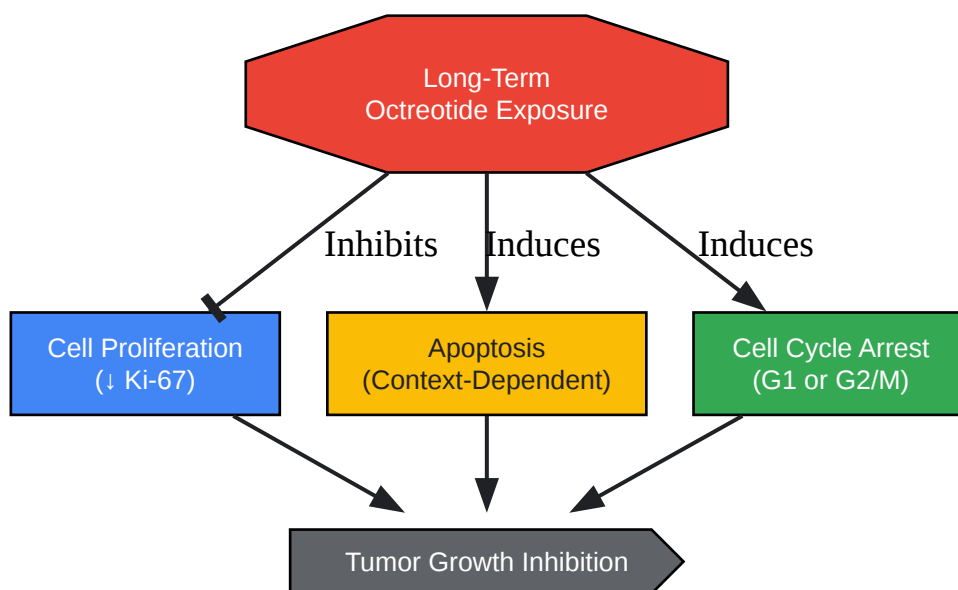 Long-Term
Octreotide Exposure
Inhibits
Induces
Induces
Cell Proliferation
(↓ Ki-67)
Apoptosis
(Context-Dependent)
Cell Cycle Arrest
(G1 or G2/M)
Tumor Growth Inhibition